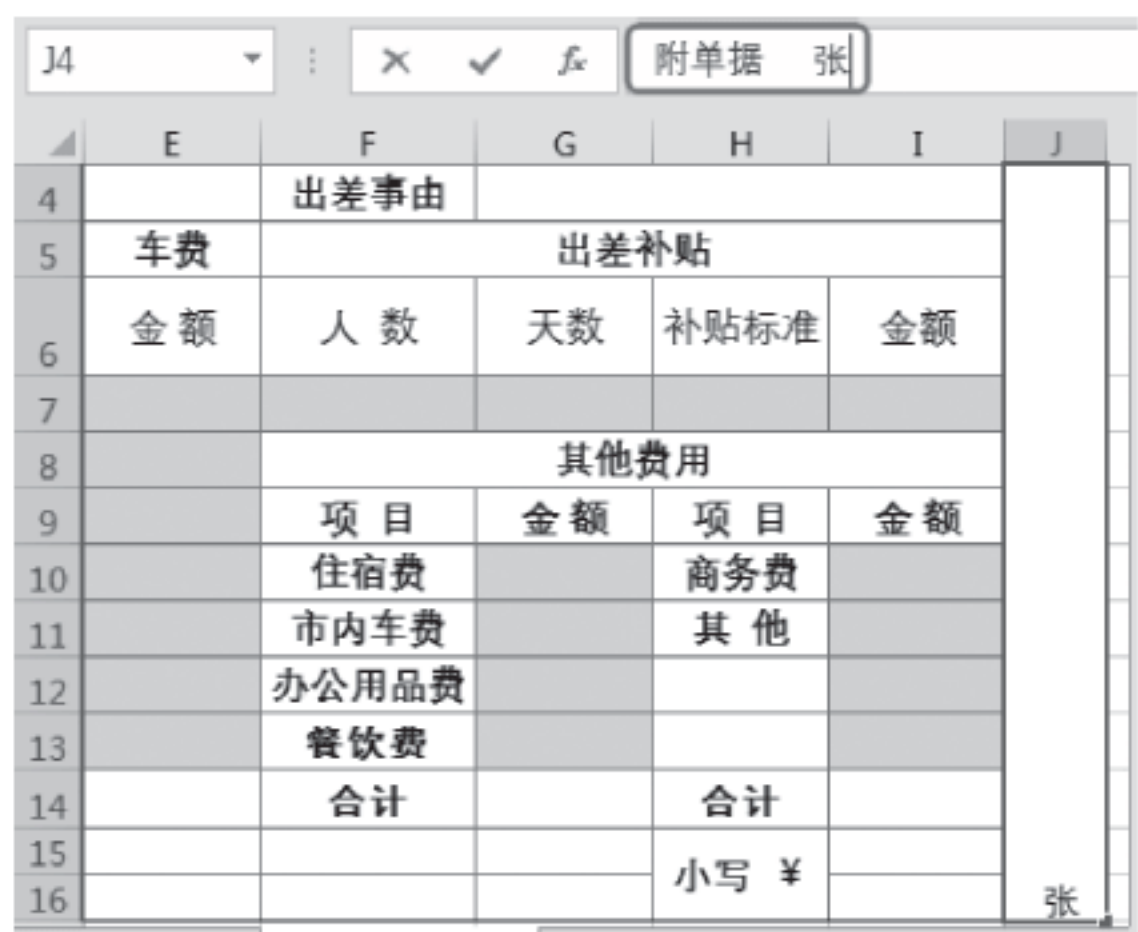 J4 fx 附单据 张
E F G H I J
4 出差事由
5 车费 出差补贴
6 金 额 人 数 天数 补贴标准 金额
7
8 其他费用
9 项 目 金 额 项 目 金 额
10 住宿费 商务费
11 市内车费 其 他
12 办公用品费
13 餐饮费
14 合计 合计
15
小写 ¥
16 张